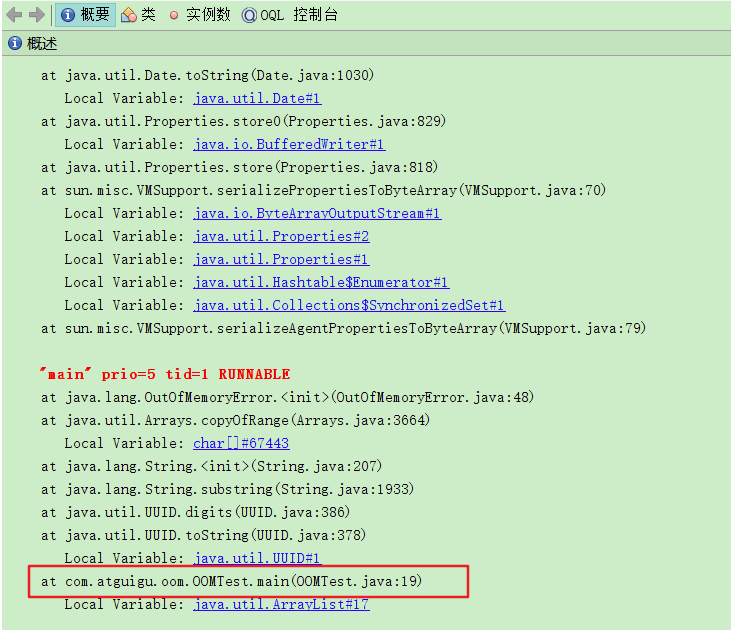 概要 类 实例数 OQL 控制台
概述
at java.util.Date.toString(Date.java:1030)
Local Variable: java.util.Date#1
at java.util.Properties.store0(Properties.java:829)
Local Variable: java.io.BufferedWriter#1
at java.util.Properties.store(Properties.java:818)
at sun.misc.VMSupport.serializePropertiesToByteArray(VMSupport.java:70)
Local Variable: java.io.ByteArrayOutputStream#1
Local Variable: java.util.Properties#2
Local Variable: java.util.Properties#1
Local Variable: java.util.Hashtable$Enumerator#1
Local Variable: java.util.Collections$SynchronizedSet#1
at sun.misc.VMSupport.serializeAgentPropertiesToByteArray(VMSupport.java:79)
"main" prio=5 tid=1 RUNNABLE
at java.lang.OutOfMemoryError.<init>(OutOfMemoryError.java:48)
at java.util.Arrays.copyOfRange(Arrays.java:3664)
Local Variable: char[]#67443
at java.lang.String.<init>(String.java:207)
at java.lang.String.substring(String.java:1933)
at java.util.UUID.digits(UUID.java:386)
at java.util.UUID.toString(UUID.java:378)
Local Variable: java.util.UUID#1
at com.atguigu.oom.OOMTest.main(OOMTest.java:19)
Local Variable: java.util.ArrayList#17